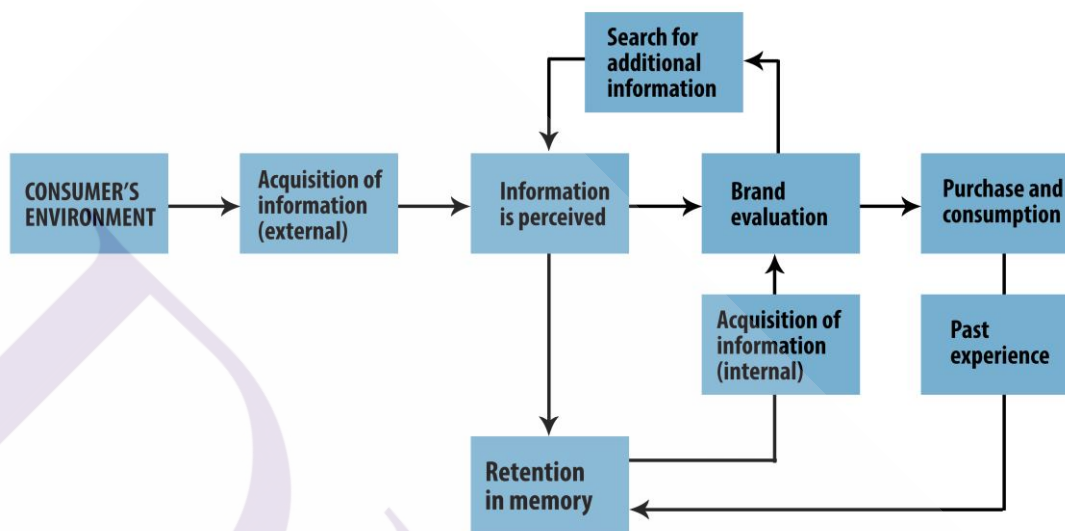 Search for
additional
information
CONSUMER'S
ENVIRONMENT
Acquisition of
information
(external)
Information
is perceived
Brand
evaluation
Purchase and
consumption
Acquisition of
information
(internal)
Past
experience
Retention
in memory